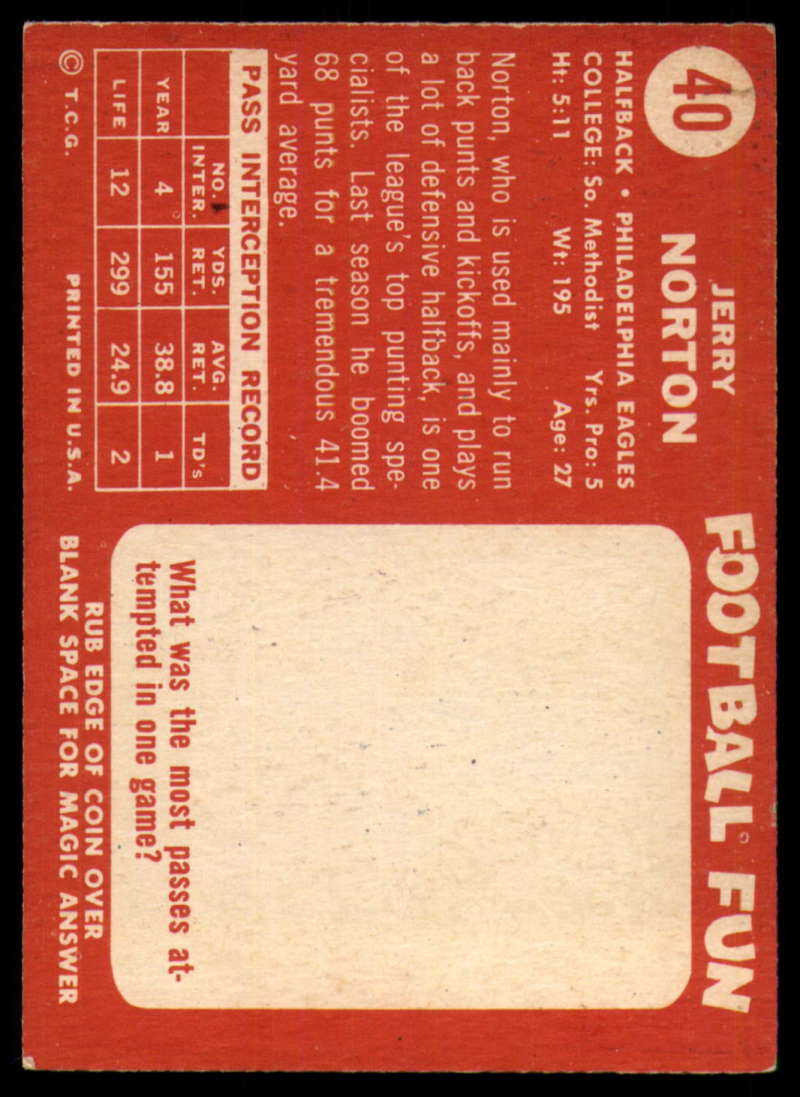 40
JERRY
NORTON
HALFBACK • PHILADELPHIA EAGLES
COLLEGE: So. Methodist Yrs. Pro: 5
Ht: 5:11 Wt: 195 Age: 27
Norton, who is used mainly to run
back punts and kickoffs, and plays
a lot of defensive halfback, is one
of the league's top punting spe-
cialists. Last season he boomed
68 punts for a tremendous 41.4
yard average.
PASS INTERCEPTION RECORD
NO. INTER. YDS. RET. AVG. RET. TD's
YEAR 4 155 38.8 1
LIFE 12 299 24.9 2
© T.C.G. PRINTED IN U.S.A.
FOOTBALL FUN
What was the most passes at-
tempted in one game?
RUB EDGE OF COIN OVER
BLANK SPACE FOR MAGIC ANSWER